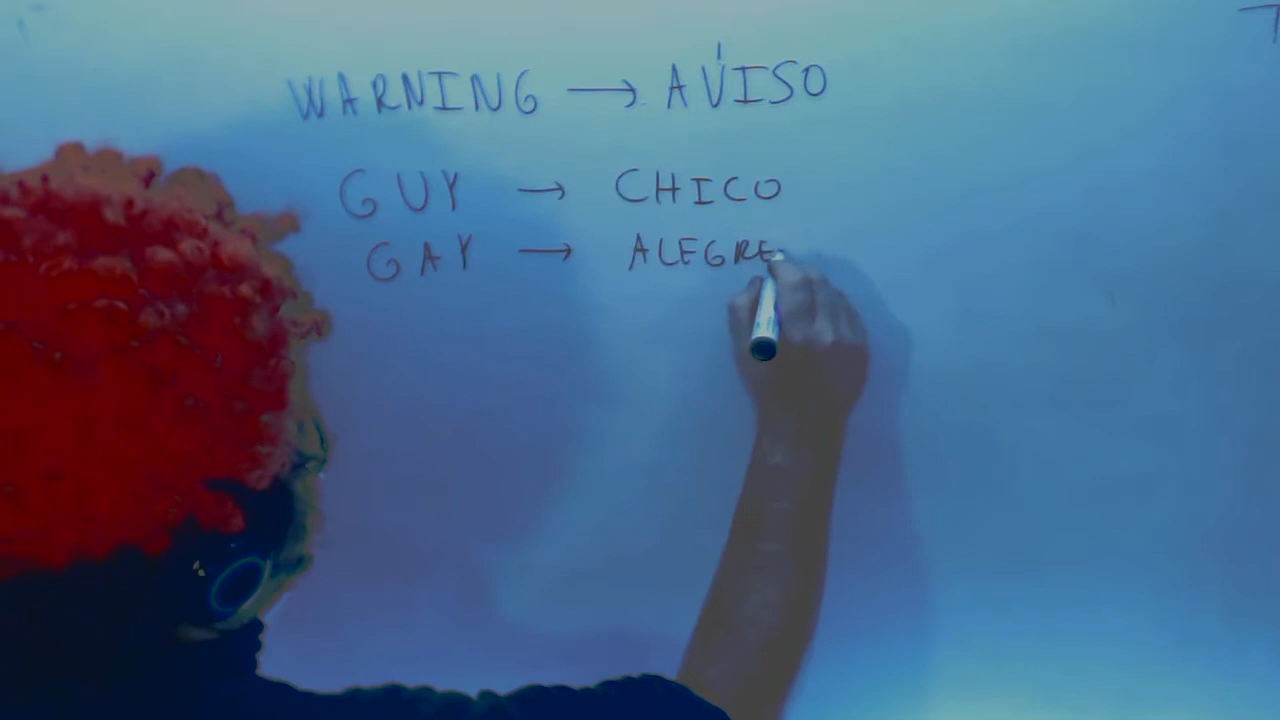 WARNING → AVISO
GUY → CHICO
GAY → ALEGRE